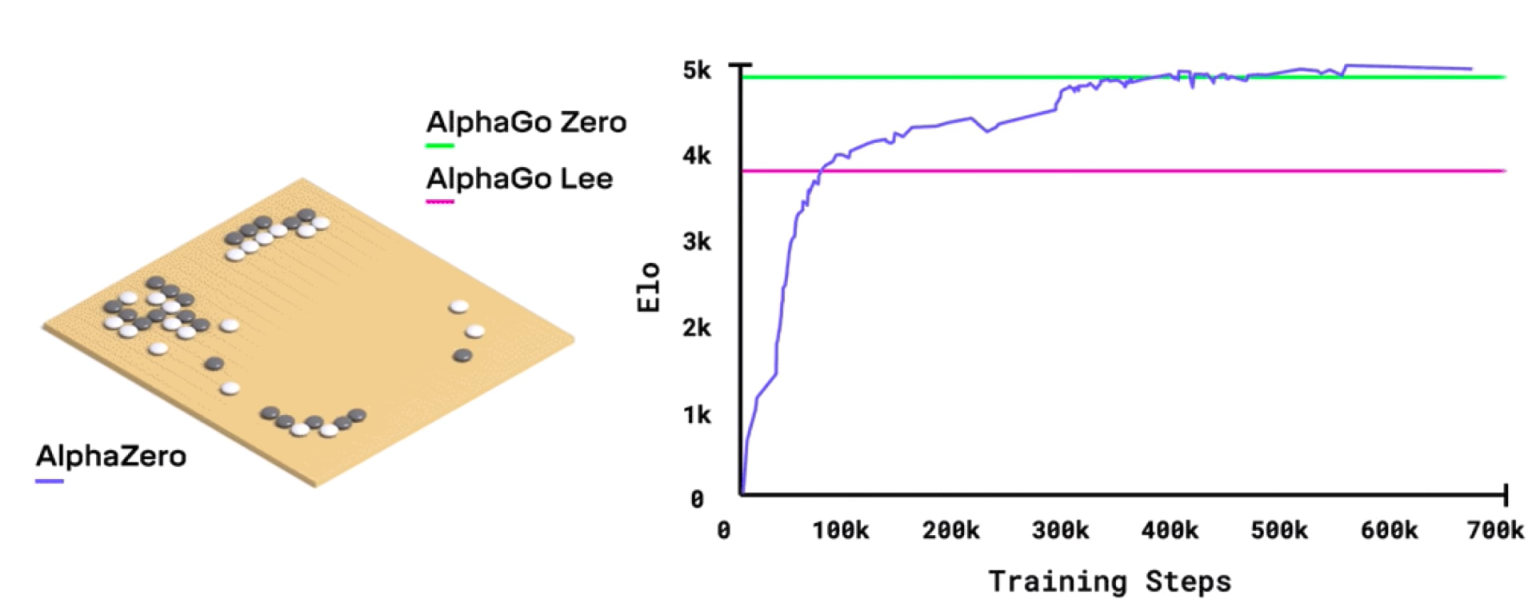 AlphaGo Zero
AlphaGo Lee
AlphaZero
Elo
5k
4k
3k
2k
1k
0
0 100k 200k 300k 400k 500k 600k 700k
Training Steps